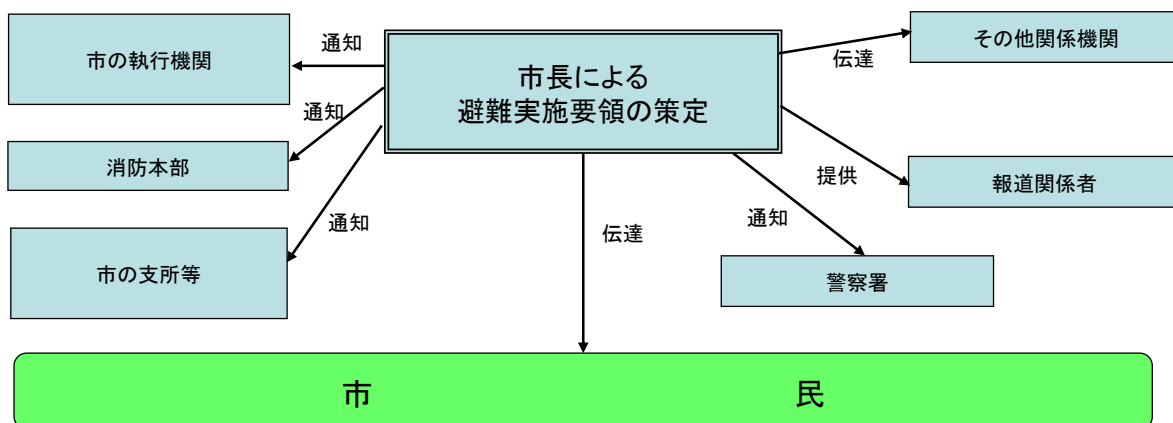 市の執行機関
通知
市長による
避難実施要領の策定
伝達
その他関係機関
通知
消防本部
提供
報道関係者
通知
通知
伝達
市の支所等
警察署
市 民